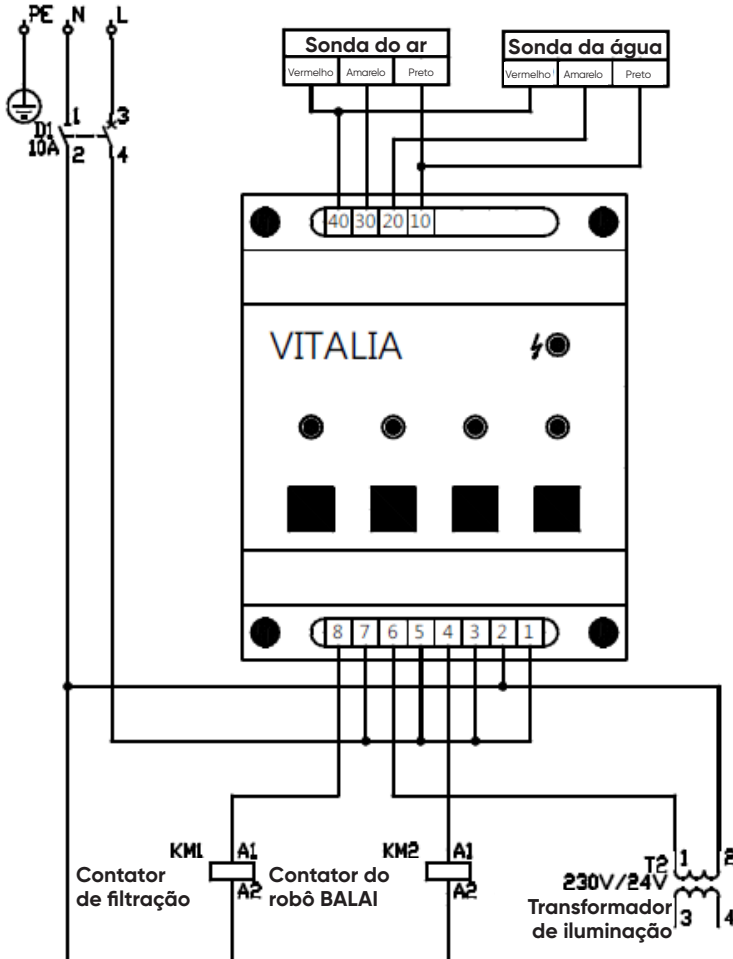 PE N L
Sonda do ar
Vermelho Amarelo Preto
Sonda da água
Vermelho Amarelo Preto
D1
10A
1 3
2 4
40 30 20 10
VITALIA
8 7 6 5 4 3 2 1
KM1 A1
A2
Contator
de filtração
KM2 A1
A2
Contator do
robô BALAI
T2 1 2
230V/24V
3 4
Transformador
de iluminação